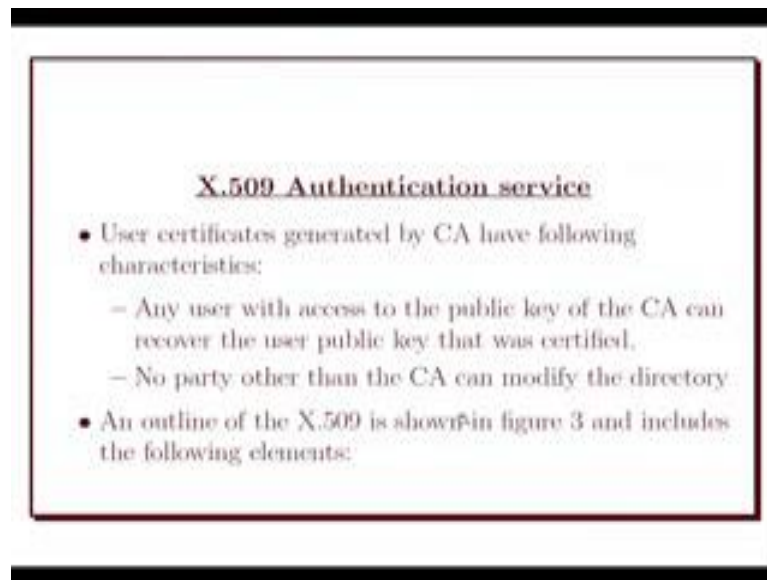 X.509 Authentication service
• User certificates generated by CA have following
characteristics:
– Any user with access to the public key of the CA can
recover the user public key that was certified.
– No party other than the CA can modify the directory
• An outline of the X.509 is shown in figure 3 and includes
the following elements: